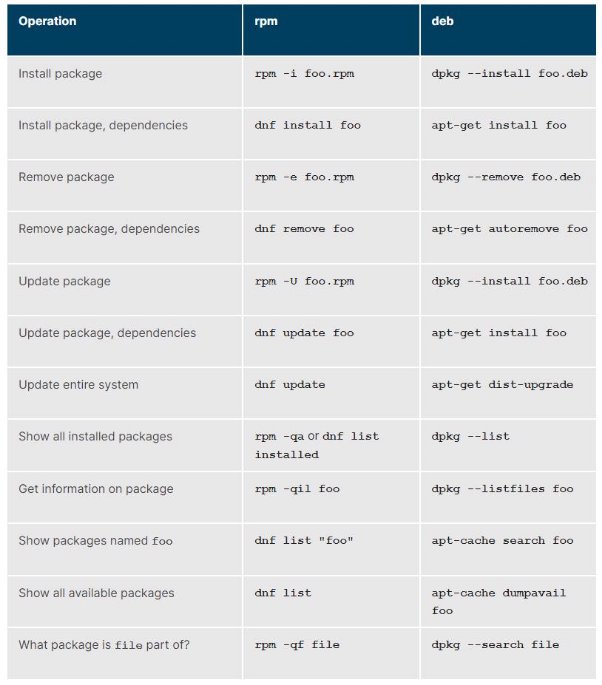 Operation rpm deb
Install package rpm -i foo.rpm dpkg --install foo.deb
Install package, dependencies dnf install foo apt-get install foo
Remove package rpm -e foo.rpm dpkg --remove foo.deb
Remove package, dependencies dnf remove foo apt-get autoremove foo
Update package rpm -U foo.rpm dpkg --install foo.deb
Update package, dependencies dnf update foo apt-get install foo
Update entire system dnf update apt-get dist-upgrade
Show all installed packages rpm -qa or dnf list dpkg --list
installed
Get information on package rpm -qil foo dpkg --listfiles foo
Show packages named foo dnf list "foo" apt-cache search foo
Show all available packages dnf list apt-cache dumpavail
foo
What package is file part of? rpm -qf file dpkg --search file